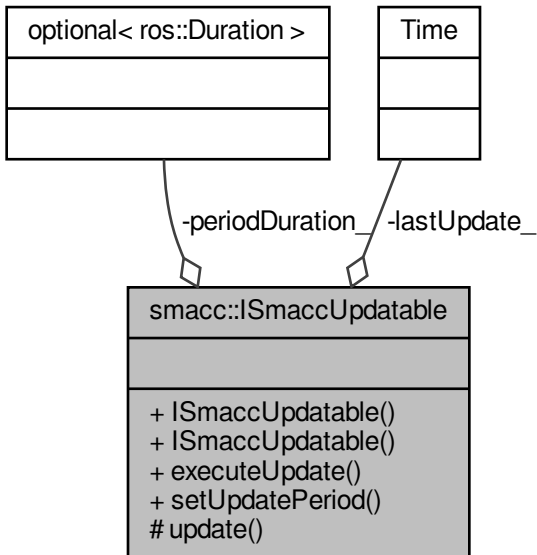 optional< ros::Duration >
Time
-periodDuration_
-lastUpdate_
smacc::ISmaccUpdatable
+ ISmaccUpdatable()
+ ISmaccUpdatable()
+ executeUpdate()
+ setUpdatePeriod()
# update()